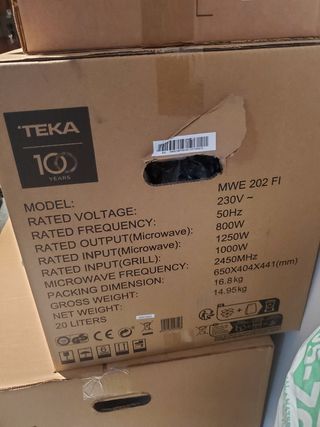 TEKA
100
YEARS
MODEL: MWE 202 FI
RATED VOLTAGE: 230V ~
RATED FREQUENCY: 50Hz
RATED OUTPUT(Microwave): 800W
RATED INPUT(Microwave): 1250W
RATED INPUT(GRILL): 1000W
MICROWAVE FREQUENCY: 2450MHz
PACKING DIMENSION: 650X404X441(mm)
GROSS WEIGHT: 16.8kg
NET WEIGHT: 14.95kg
20 LITERS